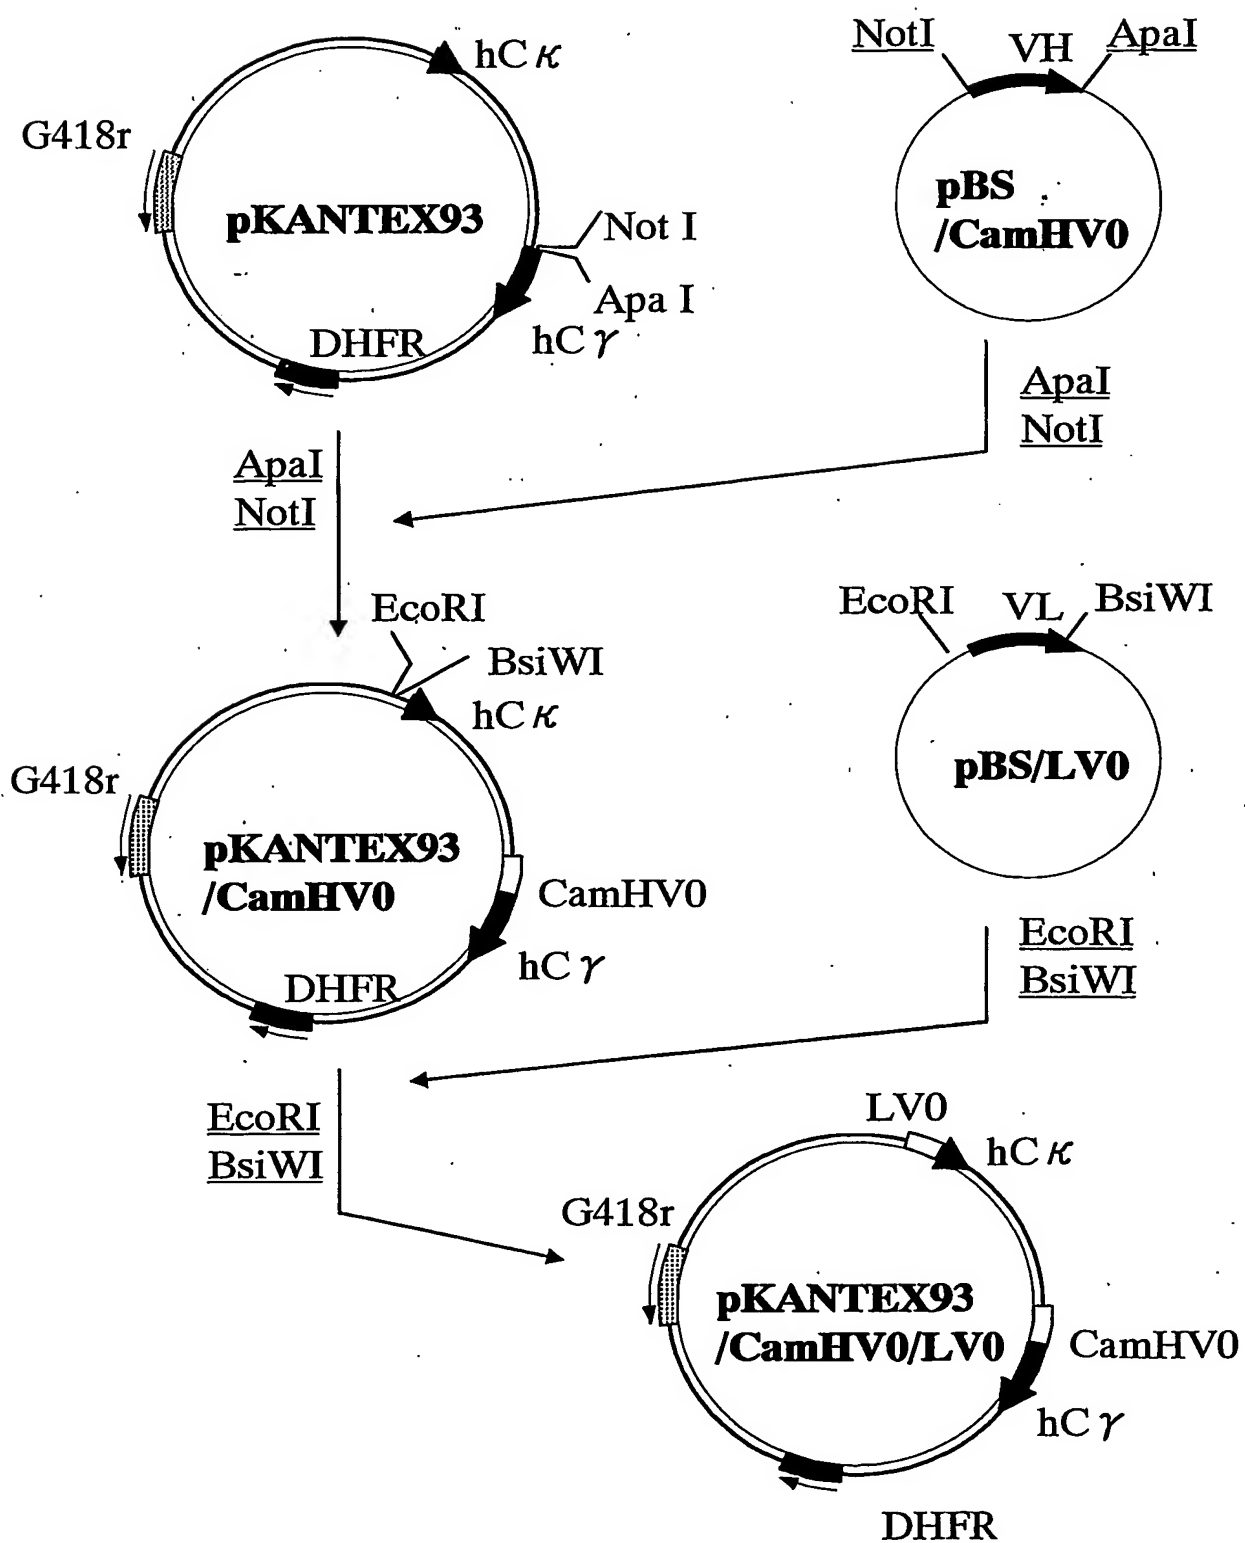 hCκ
G418r
pKANTEX93
Not I
Apa I
hCγ
DHFR
NotI
VH
ApaI
pBS
/CamHV0
ApaI
NotI
ApaI
NotI
EcoRI
BsiWI
hCκ
G418r
pKANTEX93
/CamHV0
CamHV0
hCγ
DHFR
EcoRI
VL
BsiWI
pBS/LV0
EcoRI
BsiWI
EcoRI
BsiWI
LV0
hCκ
G418r
pKANTEX93
/CamHV0/LV0
CamHV0
hCγ
DHFR